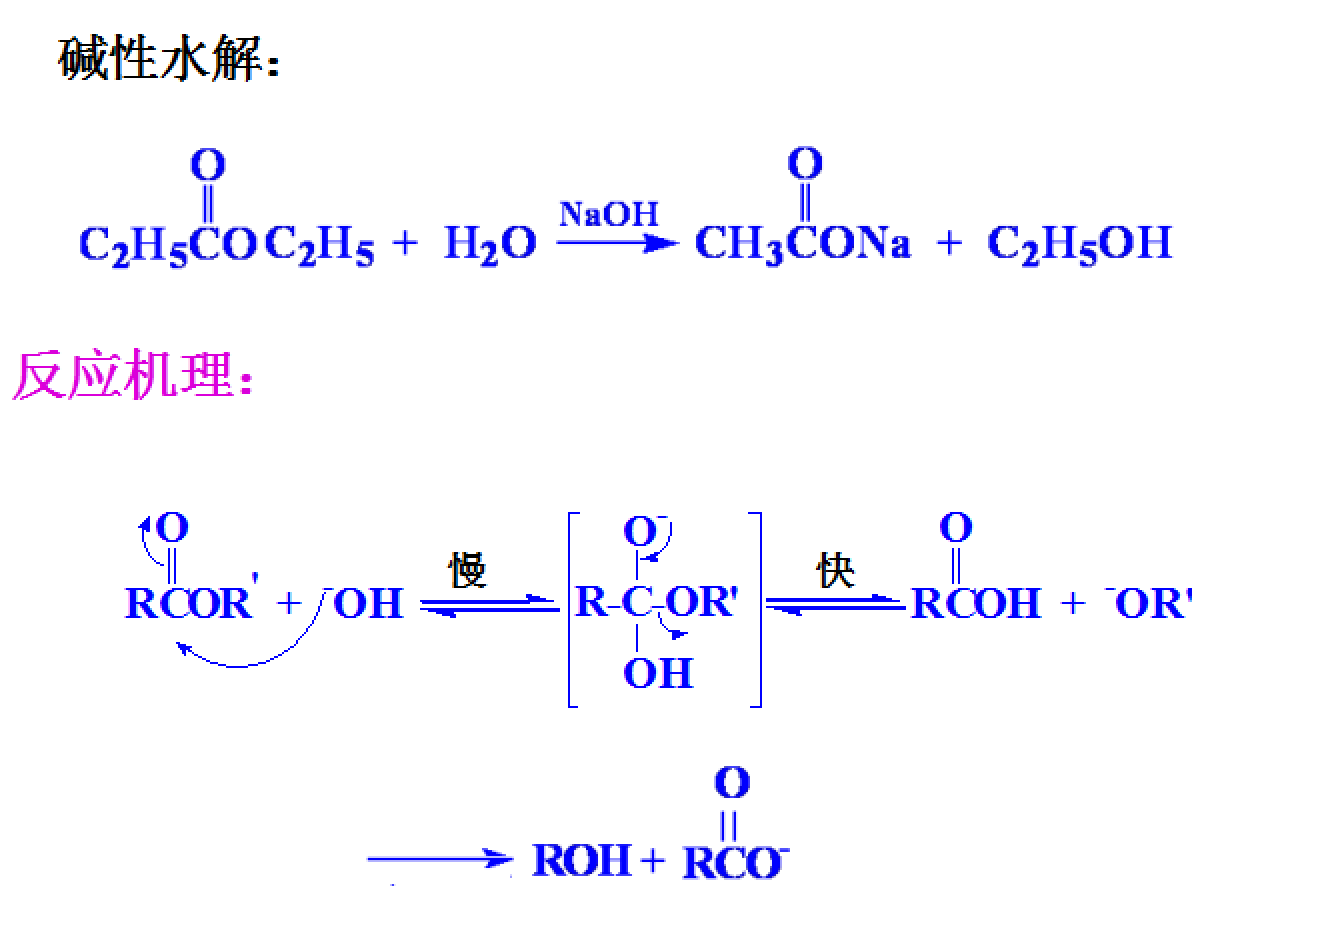 碱性水解：
O
C2H5COC2H5 + H2O NaOH CH3CONa + C2H5OH
O
反应机理：
O
RCOR' + ⁻OH 慢 R-C-OR' 快 RCOH + ⁻OR'
O⁻
OH
O
O
ROH + RCO⁻